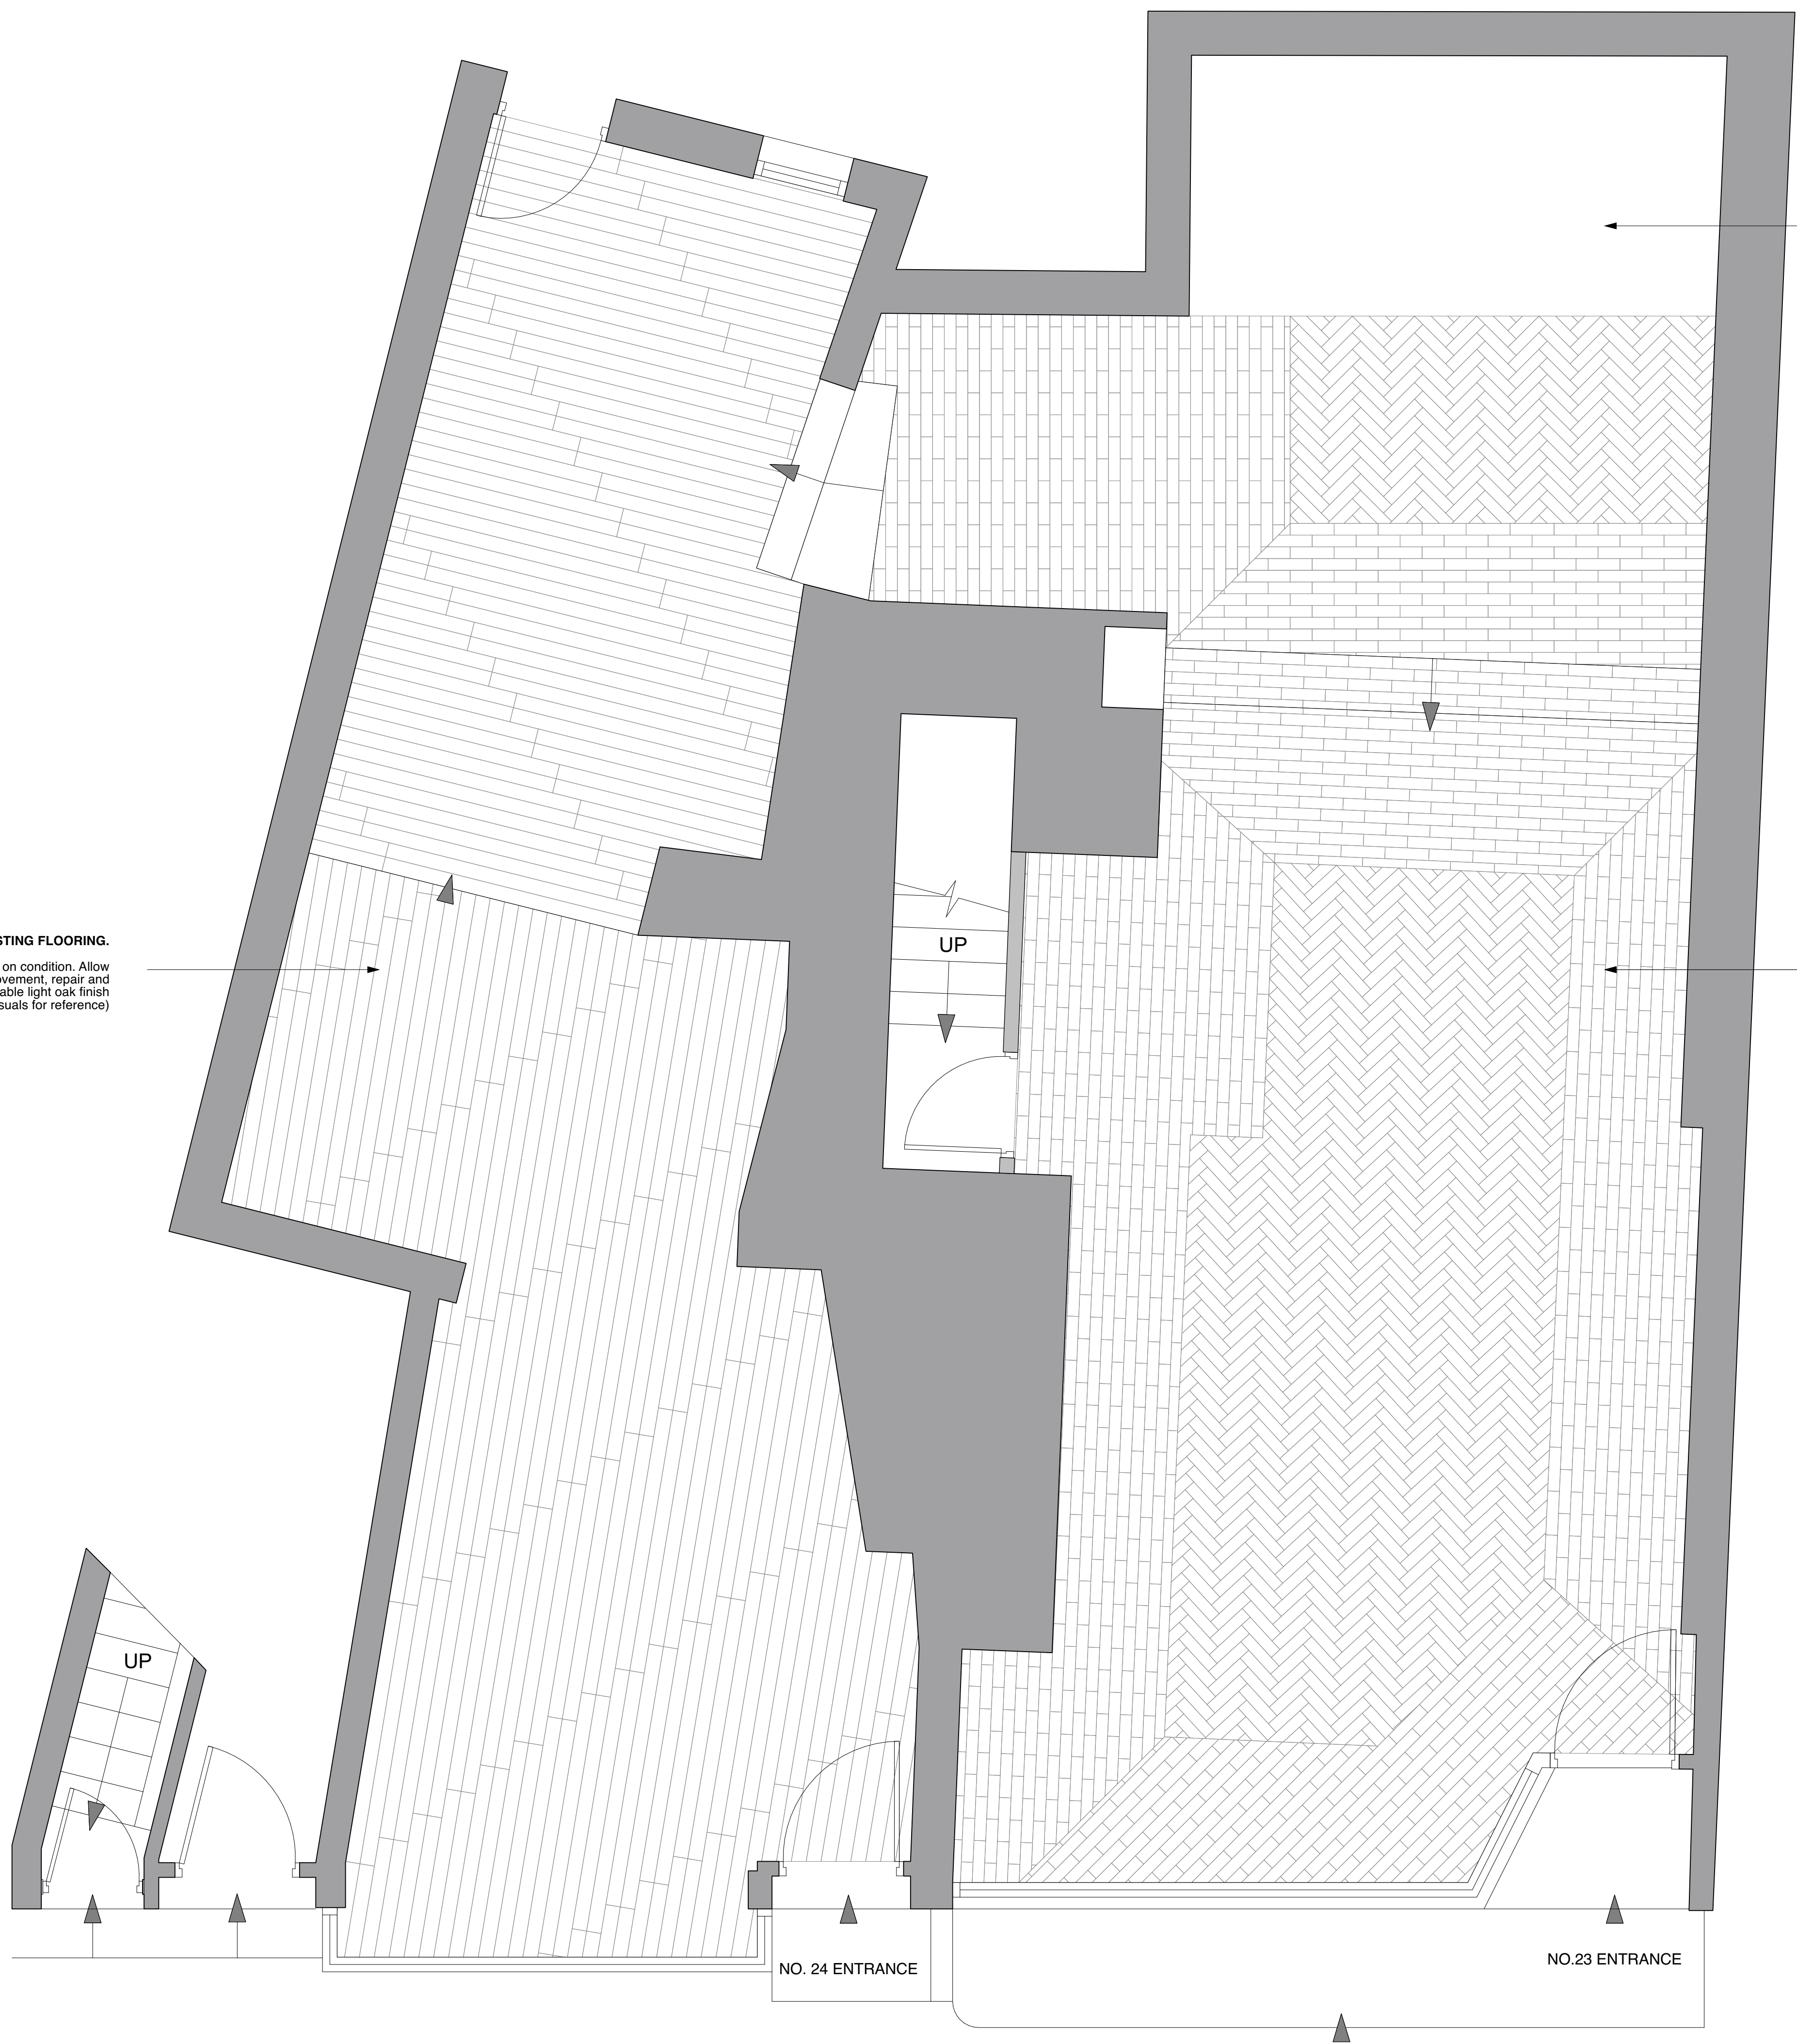 STING FLOORING.
on condition. Allow
ovement, repair and
able light oak finish
suals for reference)
UP
UP
NO. 24 ENTRANCE
NO.23 ENTRANCE